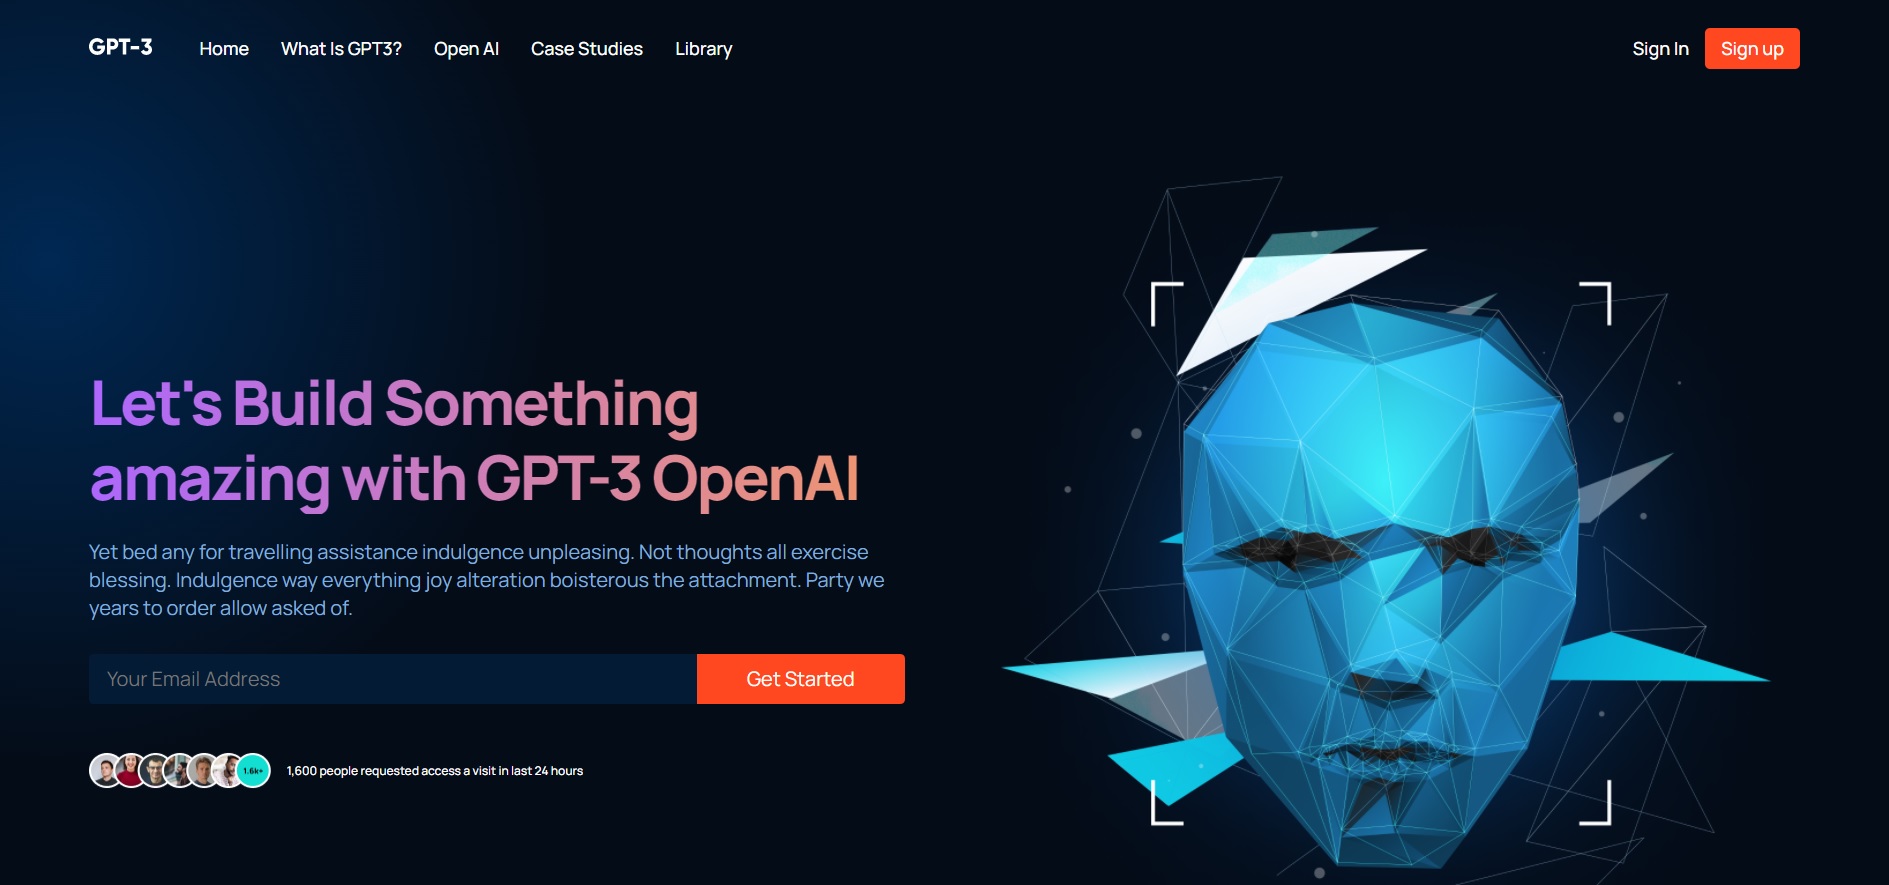 GPT-3
Home What Is GPT3? Open AI Case Studies Library
Sign In Sign up
Let's Build Something
amazing with GPT-3 OpenAI
Yet bed any for travelling assistance indulgence unpleasing. Not thoughts all exercise
blessing. Indulgence way everything joy alteration boisterous the attachment. Party we
years to order allow asked of.
Your Email Address
Get Started
1.6k+
1,600 people requested access a visit in last 24 hours